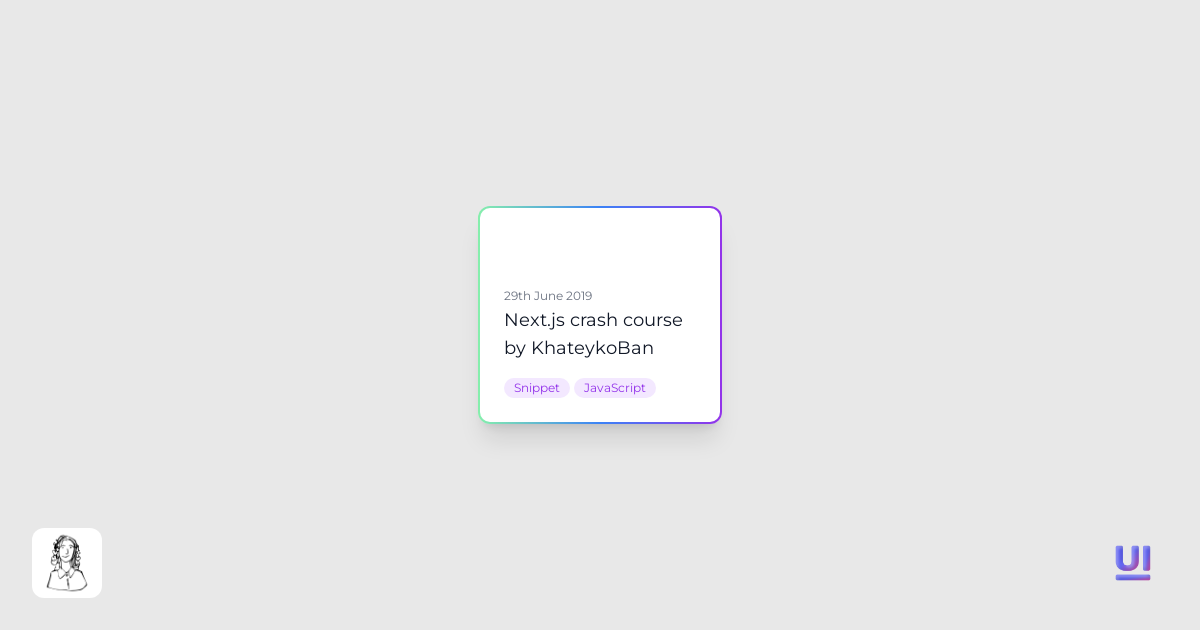 29th June 2019
Next.js crash course
by KhateykoBan
Snippet JavaScript
UI